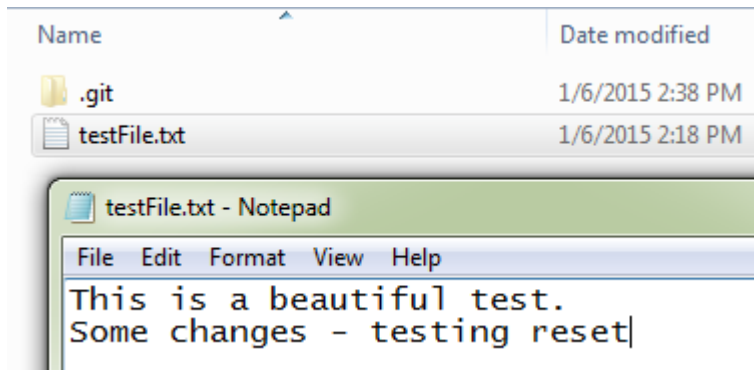 Name Date modified
.git 1/6/2015 2:38 PM
testFile.txt 1/6/2015 2:18 PM
testFile.txt - Notepad
File Edit Format View Help
This is a beautiful test.
Some changes - testing reset